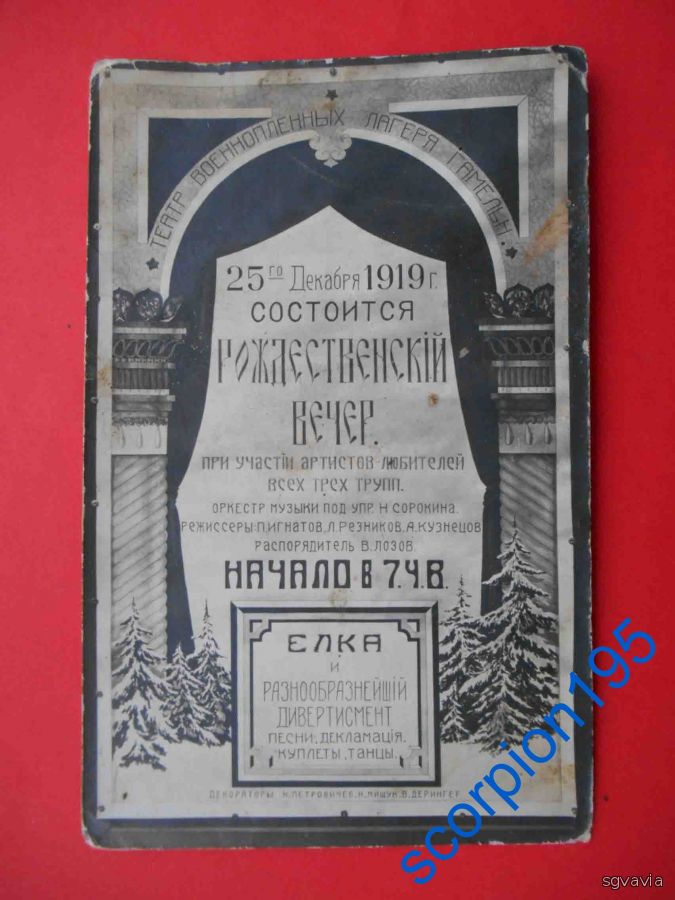 ТЕАТР ВОЕННОПЛЕННЫХ ЛАГЕРЯ ГАМЕЛЬН.
25го Декабря 1919 г.
СОСТОИТСЯ
РОЖДЕСТВЕНСКІЙ
ВЕЧЕР.
ПРИ УЧАСТІИ АРТИСТОВ-ЛЮБИТЕЛЕЙ
ВСЕХ ТРЕХ ТРУПП.
ОРКЕСТР МУЗЫКИ ПОД УПР. Н СОРОКИНА.
РЕЖИССЕРЫ: П.ИГНАТОВ, Л.РЕЗНИКОВ, А.КУЗНЕЦОВ
РАСПОРЯДИТЕЛЬ В.ЛОЗОВ.
НАЧАЛО В 7.Ч.В.
ЕЛКА
И
РАЗНООБРАЗНЕЙШІЙ
ДИВЕРТИСМЕНТ
ПЕСНИ, ДЕКЛАМАЦІЯ.
КУПЛЕТЫ, ТАНЦЫ.
ДЕКОРАТОРЫ Н.ПЕТРОВИЧЕВ, Н.МИЩУК, В.ДЕРИНГЕР
scorpion195
sgvavia